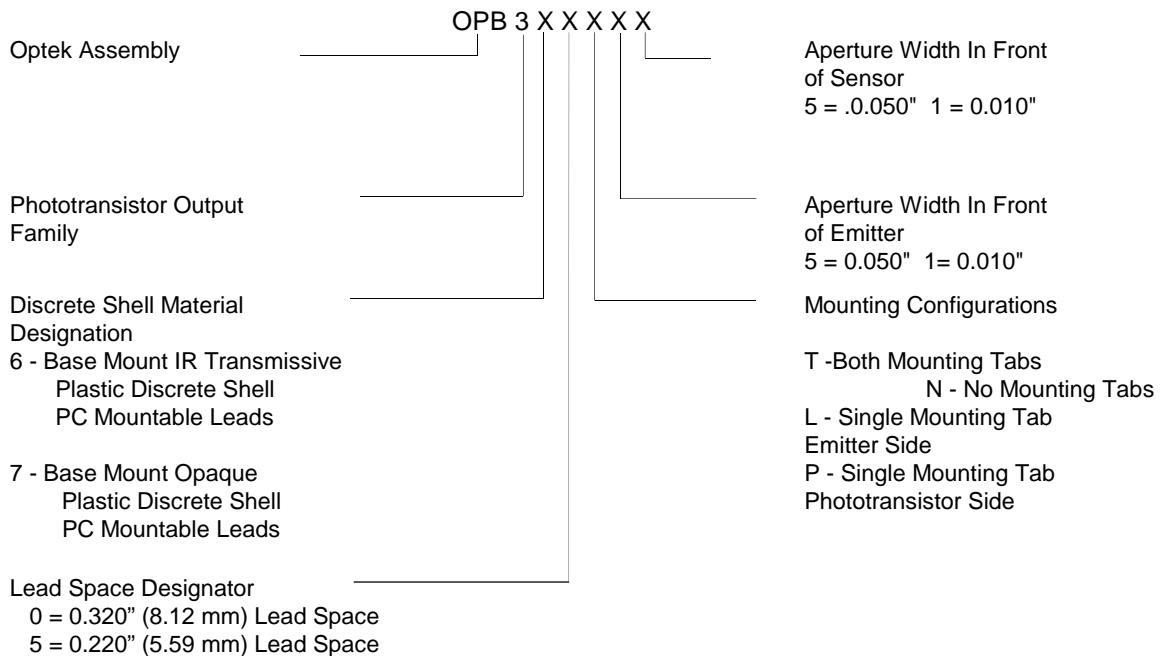 OPB 3 X X X X X
Optek Assembly
Aperture Width In Front
of Sensor
5 = .0.050" 1 = 0.010"
Phototransistor Output
Family
Aperture Width In Front
of Emitter
5 = 0.050" 1= 0.010"
Discrete Shell Material
Designation
6 - Base Mount IR Transmissive
Plastic Discrete Shell
PC Mountable Leads
7 - Base Mount Opaque
Plastic Discrete Shell
PC Mountable Leads
Mounting Configurations
T -Both Mounting Tabs
N - No Mounting Tabs
L - Single Mounting Tab
Emitter Side
P - Single Mounting Tab
Phototransistor Side
Lead Space Designator
0 = 0.320” (8.12 mm) Lead Space
5 = 0.220” (5.59 mm) Lead Space